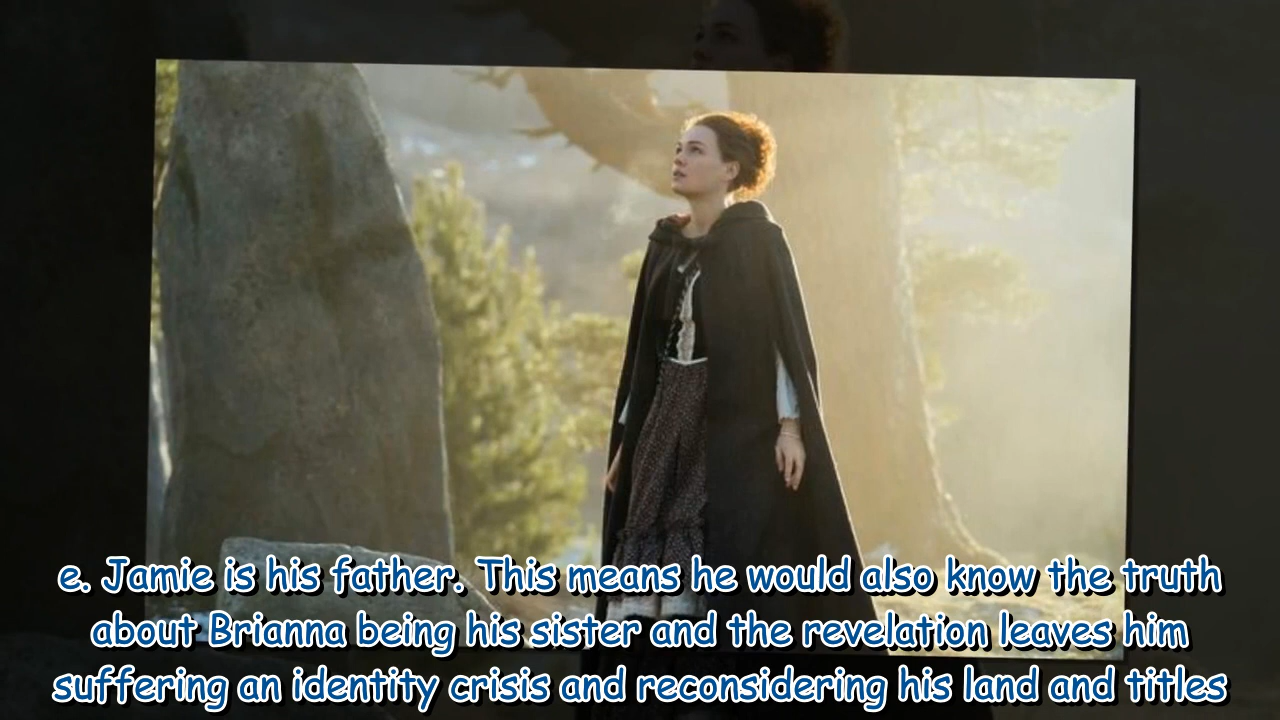 e. Jamie is his father. This means he would also know the truth
about Brianna being his sister and the revelation leaves him
suffering an identity crisis and reconsidering his land and titles